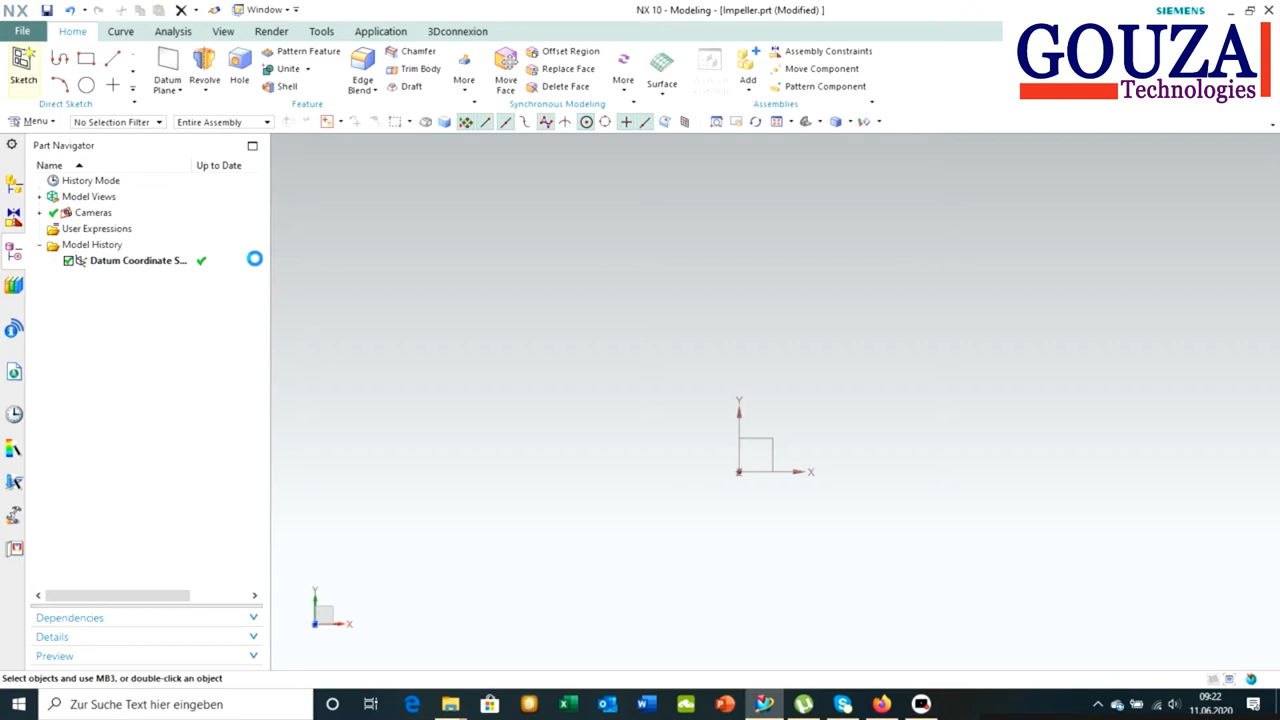 NX
Window
NX 10 - Modeling - [Impeller.prt (Modified) ]
SIEMENS
File
Home
Curve
Analysis
View
Render
Tools
Application
3Dconnexion
GOUZA
Technologies
Sketch
Direct Sketch
Datum
Plane
Revolve
Hole
Pattern Feature
Unite
Shell
Feature
Edge
Blend
Chamfer
Trim Body
Draft
More
Move
Face
Offset Region
Replace Face
Delete Face
Synchronous Modeling
More
Surface
Add
Assembly Constraints
Move Component
Pattern Component
Assemblies
Menu
No Selection Filter
Entire Assembly
Part Navigator
Name
Up to Date
History Mode
Model Views
Cameras
User Expressions
Model History
Datum Coordinate S...
Y
X
Y
X
Dependencies
Details
Preview
Select objects and use MB3, or double-click an object
Zur Suche Text hier eingeben
09:22
11.06.2020